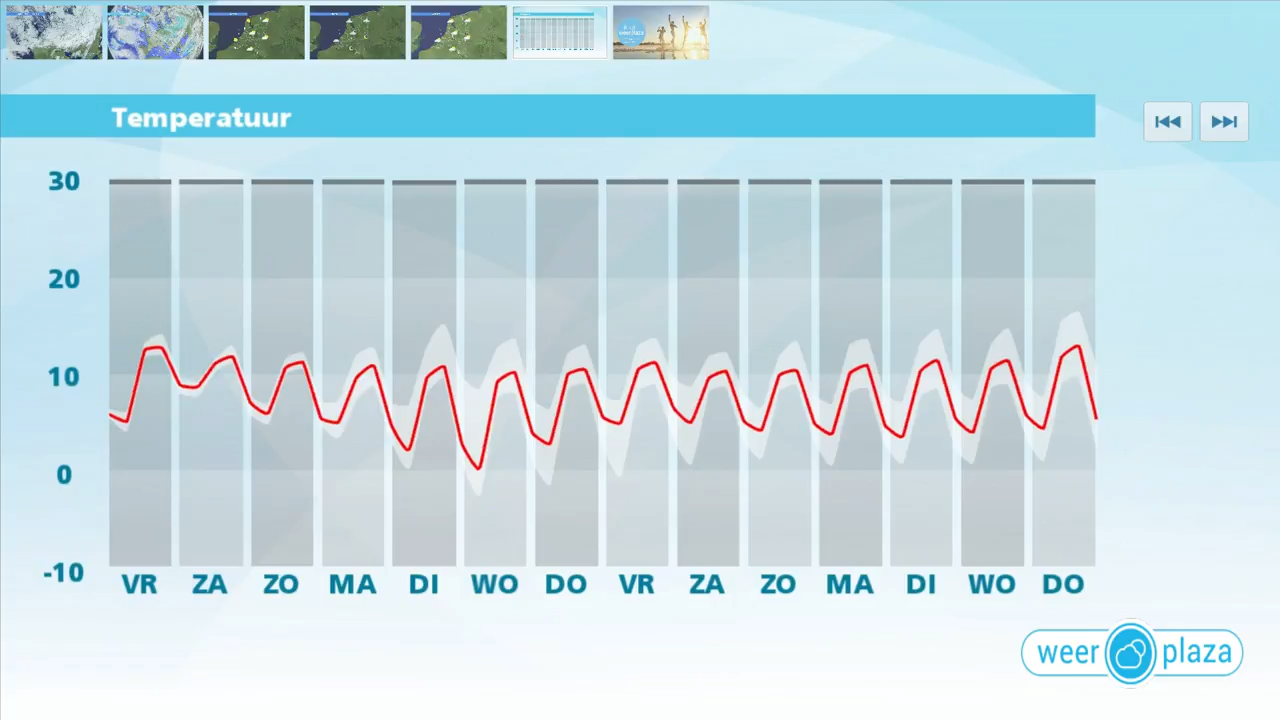 Temperatuur
30
20
10
0
-10
VR ZA ZO MA DI WO DO VR ZA ZO MA DI WO DO
weer plaza